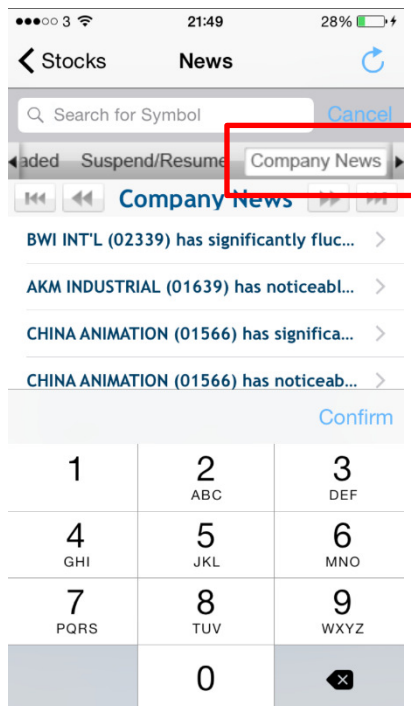 3 21:49 28%
Stocks News
Search for Symbol Cancel
aded Suspend/Resume Company News
Company News
BWI INT'L (02339) has significantly fluc...
AKM INDUSTRIAL (01639) has noticeabl...
CHINA ANIMATION (01566) has significa...
CHINA ANIMATION (01566) has noticeab...
Confirm
1 2 3
ABC DEF
4 5 6
GHI JKL MNO
7 8 9
PQRS TUV WXYZ
0